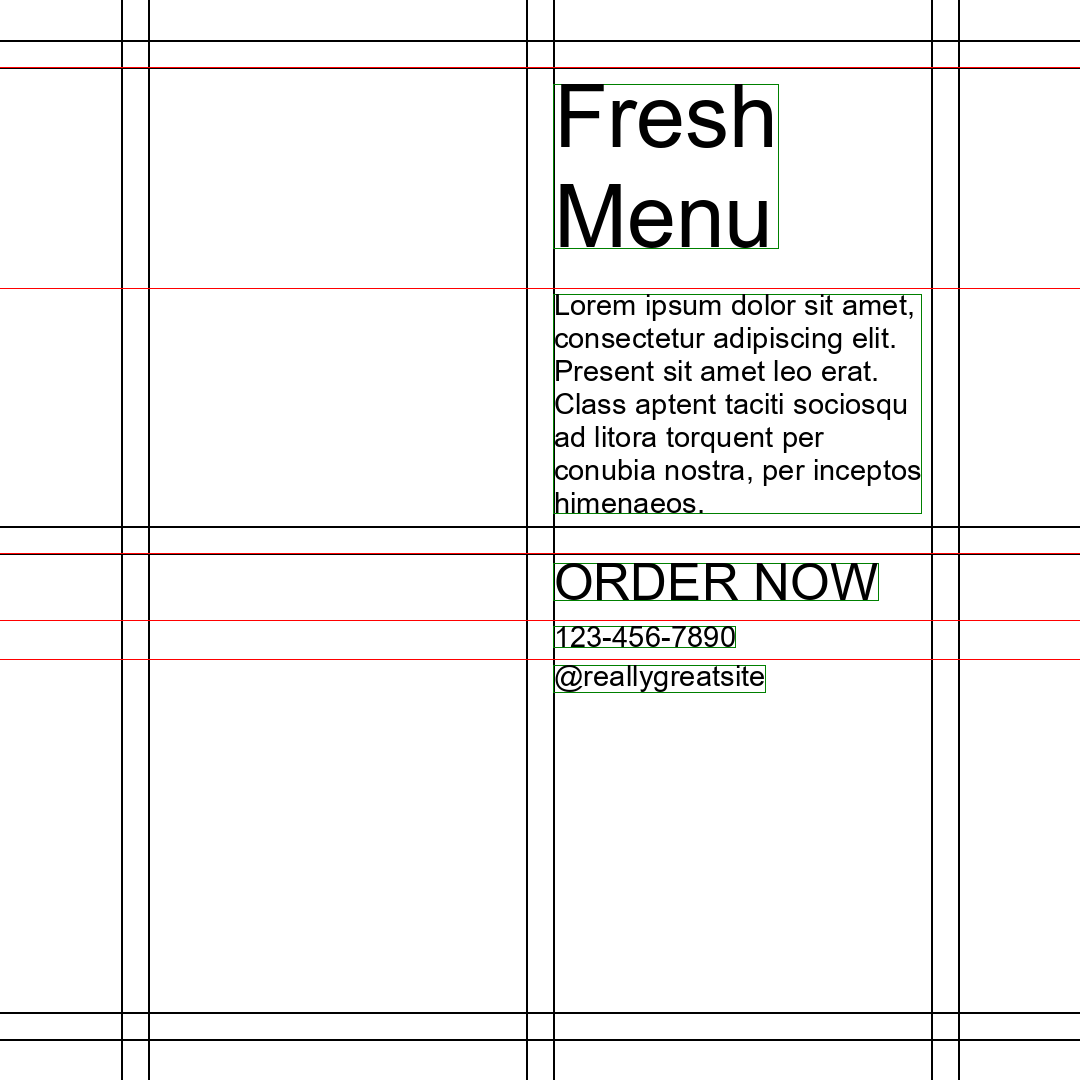 Fresh
Menu
Lorem ipsum dolor sit amet,
consectetur adipiscing elit.
Present sit amet leo erat.
Class aptent taciti sociosqu
ad litora torquent per
conubia nostra, per inceptos
himenaeos.
ORDER NOW
123-456-7890
@reallygreatsite